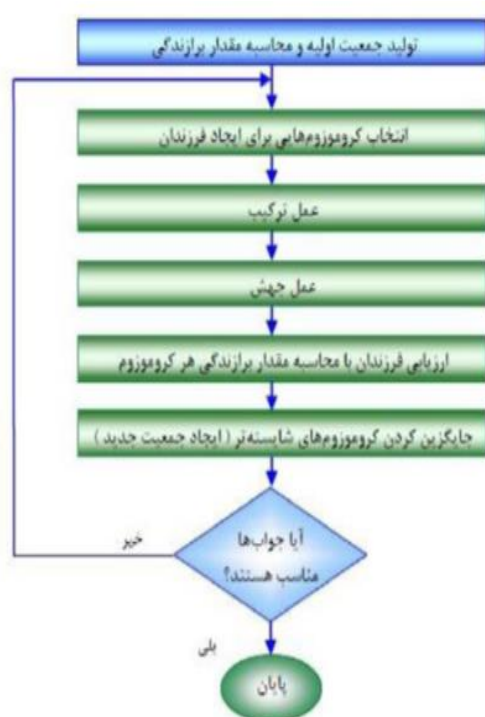 تولید جمعیت اولیه و محاسبه مقدار برازندگی
انتخاب کروموزوم‌هایی برای ایجاد فرزندان
عمل ترکیب
عمل جهش
ارزیابی فرزندان با محاسبه مقدار برازندگی هر کروموزوم
جایگزین کردن کروموزوم‌های شایسته‌تر ( ایجاد جمعیت جدید )
آیا جواب‌ها
مناسب هستند؟
خیر
بلی
پایان